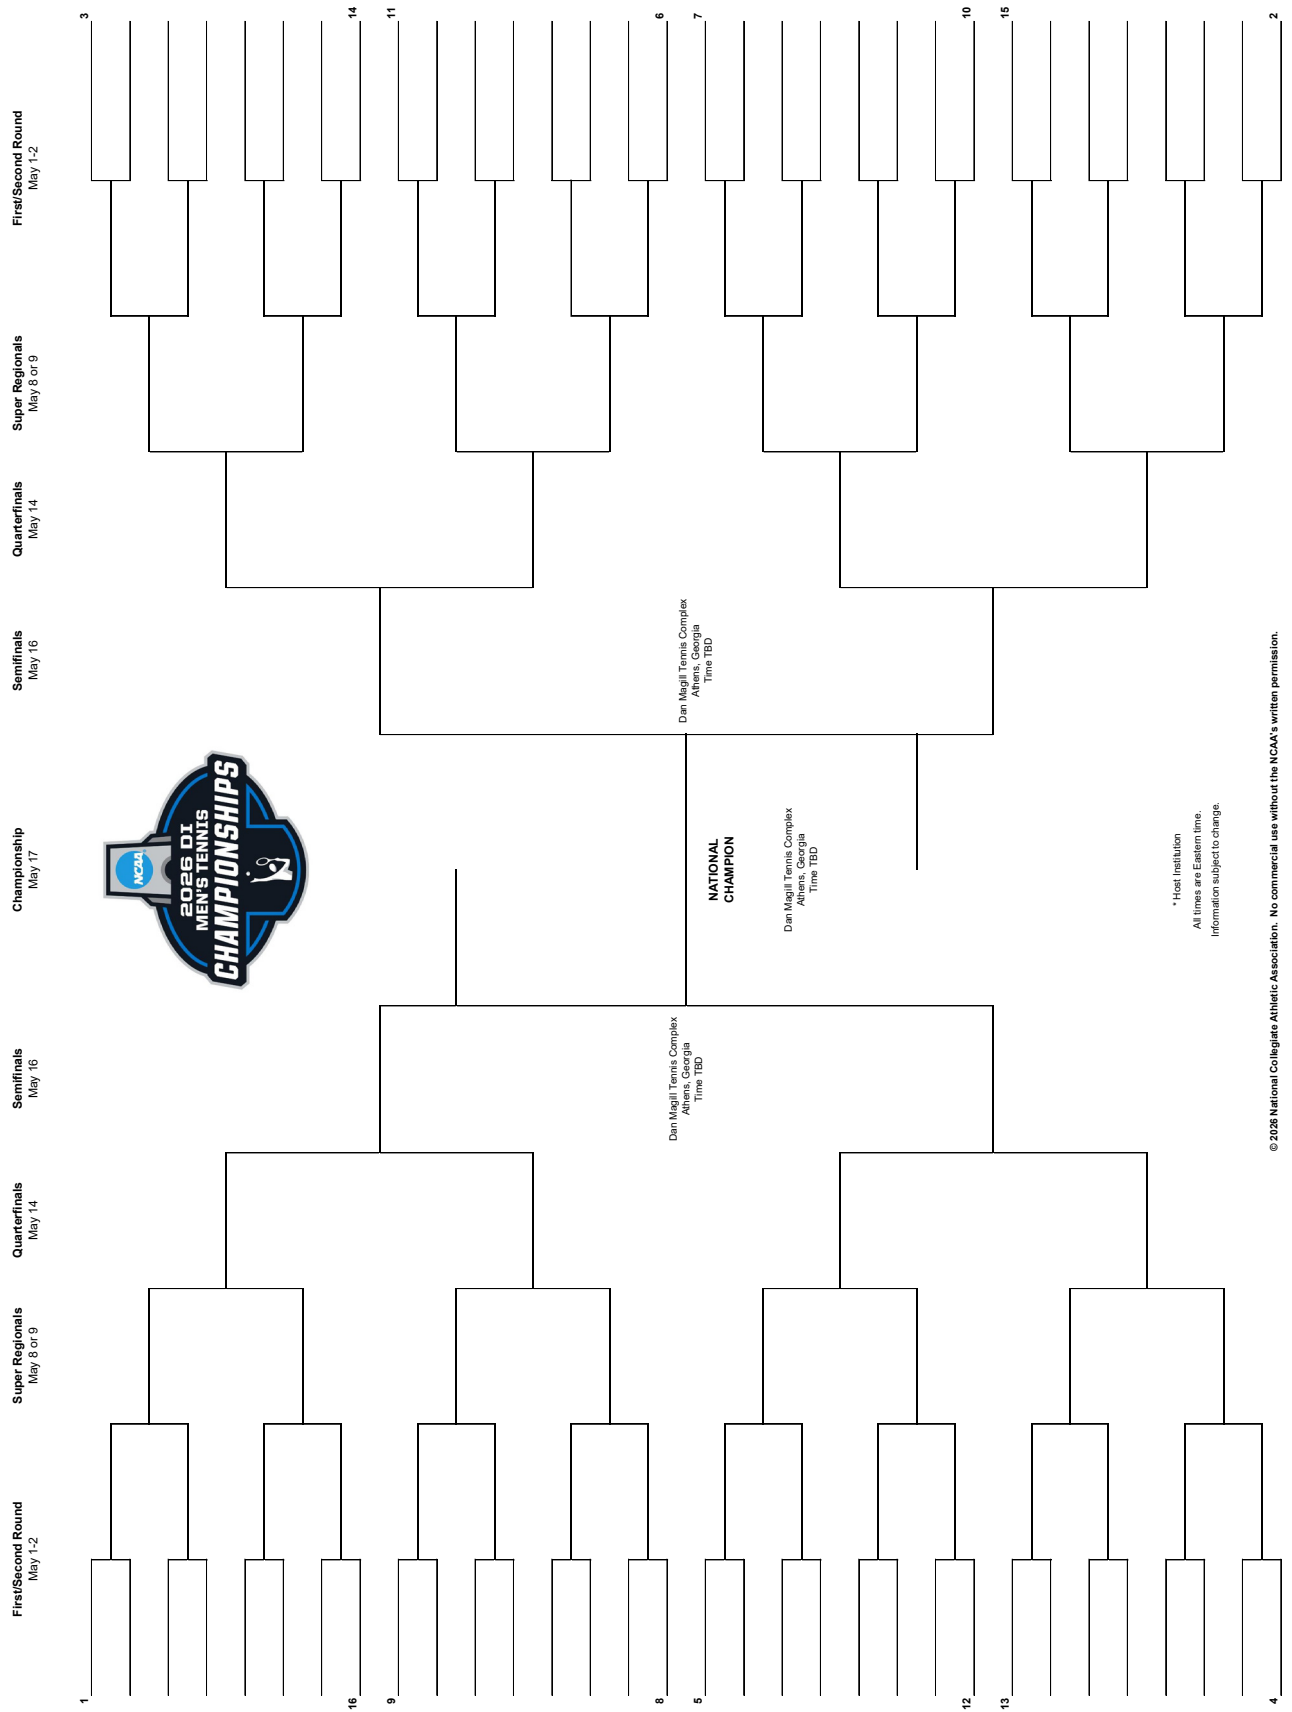 First/Second Round
May 1-2
Super Regionals
May 8 or 9
Quarterfinals
May 14
Semifinals
May 16
Championship
May 17
Semifinals
May 16
Quarterfinals
May 14
Super Regionals
May 8 or 9
First/Second Round
May 1-2
1
3
NCAA
2026 DI
MEN'S TENNIS
CHAMPIONSHIPS
16
14
9
11
8
6
Dan Magill Tennis Complex
Athens, Georgia
Time TBD
Dan Magill Tennis Complex
Athens, Georgia
Time TBD
5
7
NATIONAL
CHAMPION
Dan Magill Tennis Complex
Athens, Georgia
Time TBD
12
10
13
15
* Host Institution
All times are Eastern time.
Information subject to change.
4
2
© 2026 National Collegiate Athletic Association. No commercial use without the NCAA's written permission.